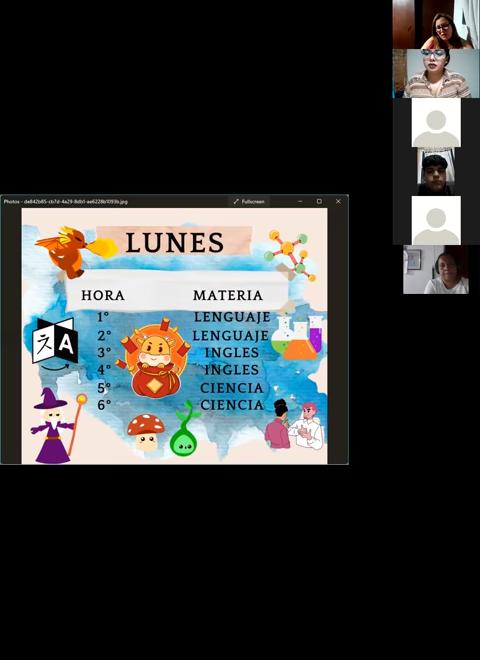 Photos - de842b85-cb7d-4a29-8db1-ae6228b1093b.jpg
Fullscreen
LUNES
HORA MATERIA
1° LENGUAJE
2° LENGUAJE
3° INGLES
4° INGLES
5° CIENCIA
6° CIENCIA
A